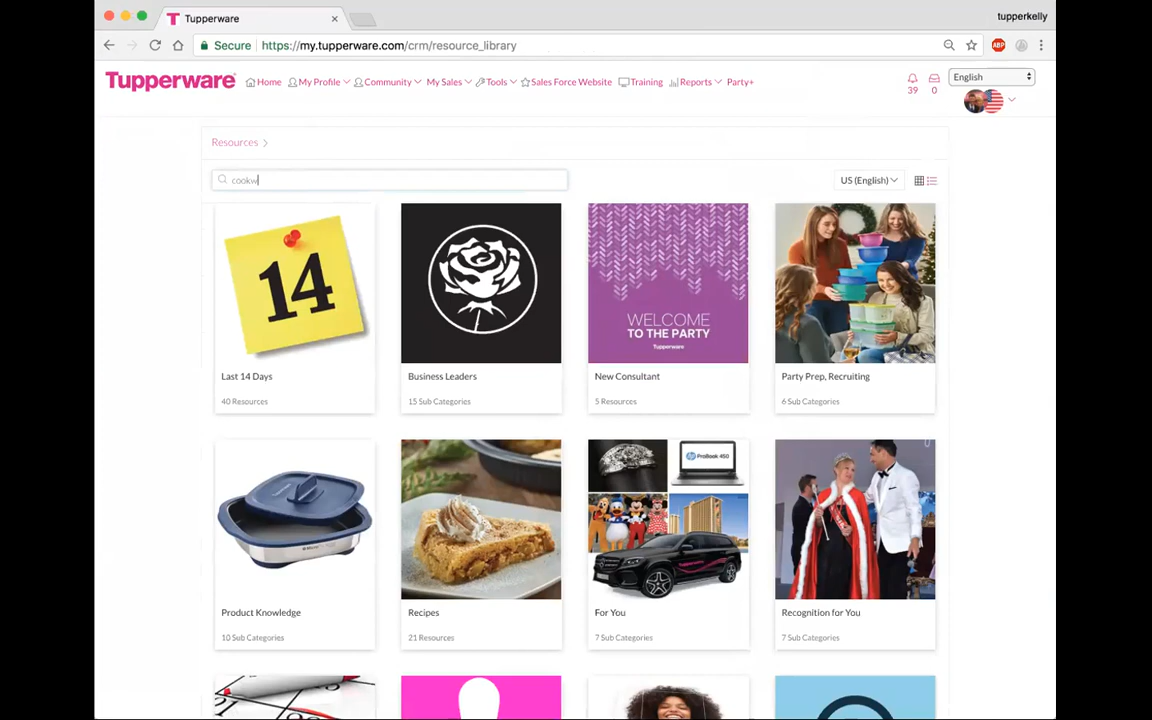 Tupperware
tupperkelly
Secure https://my.tupperware.com/crm/resource_library
ABP
Tupperware Home My Profile Community My Sales Tools Sales Force Website Training Reports Party+
39 0
English
Resources
cookw
US (English)
14
WELCOME
TO THE PARTY
Tupperware
Last 14 Days
40 Resources
Business Leaders
15 Sub Categories
New Consultant
5 Resources
Party Prep, Recruiting
6 Sub Categories
ProBook 450
Product Knowledge
10 Sub Categories
Recipes
21 Resources
For You
7 Sub Categories
Recognition for You
7 Sub Categories